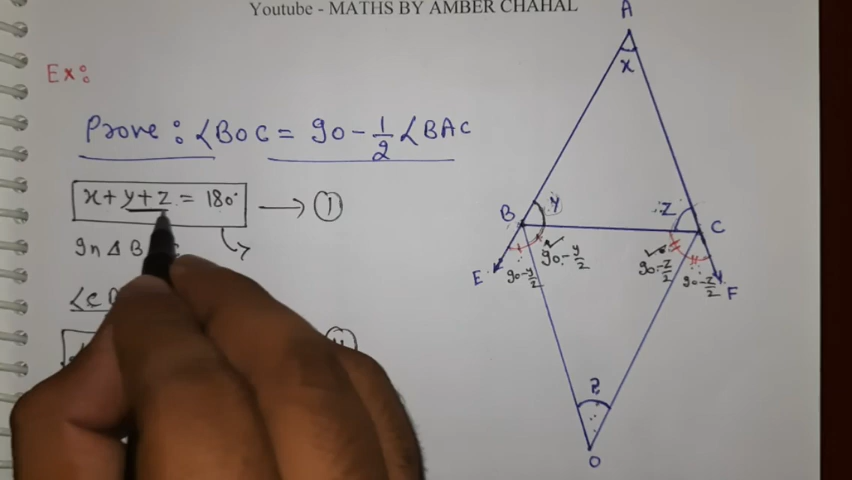 Youtube - MATHS BY AMBER CHAHAL
Ex:
Prove : ∠BOC = 90 - 1/2 ∠BAC
x + y + z = 180° → ①
In Δ B
A
x
B
y
z
C
E
90-y/2
90-y/2
90-z/2
90-z/2
F
?
O